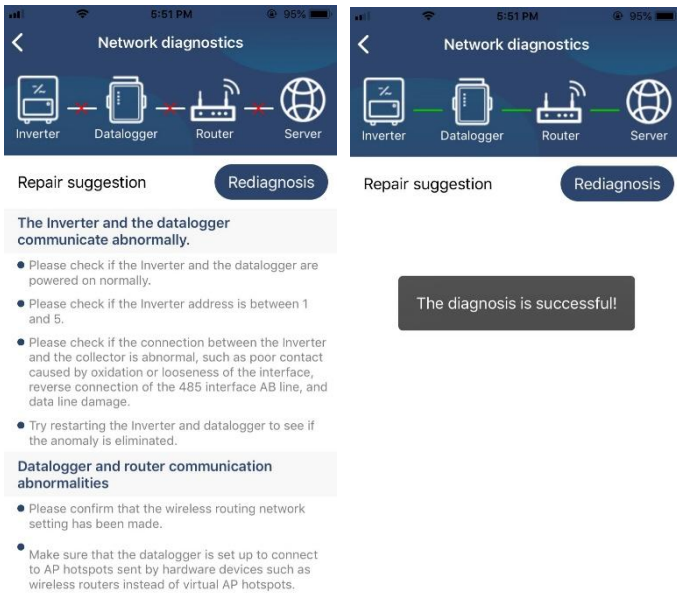 5:51 PM
95%
Network diagnostics
Inverter Datalogger Router Server
Repair suggestion Rediagnosis
The Inverter and the datalogger
communicate abnormally.
Please check if the Inverter and the datalogger are
powered on normally.
Please check if the Inverter address is between 1
and 5.
Please check if the connection between the Inverter
and the collector is abnormal, such as poor contact
caused by oxidation or looseness of the interface,
reverse connection of the 485 interface AB line, and
data line damage.
Try restarting the Inverter and datalogger to see if
the anomaly is eliminated.
Datalogger and router communication
abnormalities
Please confirm that the wireless routing network
setting has been made.
Make sure that the datalogger is set up to connect
to AP hotspots sent by hardware devices such as
wireless routers instead of virtual AP hotspots.
5:51 PM
95%
Network diagnostics
Inverter Datalogger Router Server
Repair suggestion Rediagnosis
The diagnosis is successful!